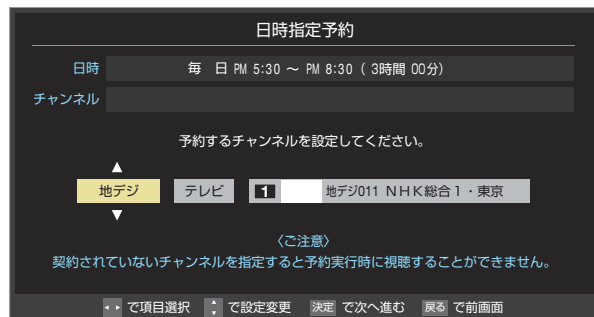 日時指定予約
日時 毎 日 PM 5:30 ～ PM 8:30 ( 3時間 00分)
チャンネル
予約するチャンネルを設定してください。
地デジ テレビ 1 地デジ011 ＮＨＫ総合１・東京
〈ご注意〉
契約されていないチャンネルを指定すると予約実行時に視聴することができません。
で項目選択 で設定変更 決定 で次へ進む 戻る で前画面